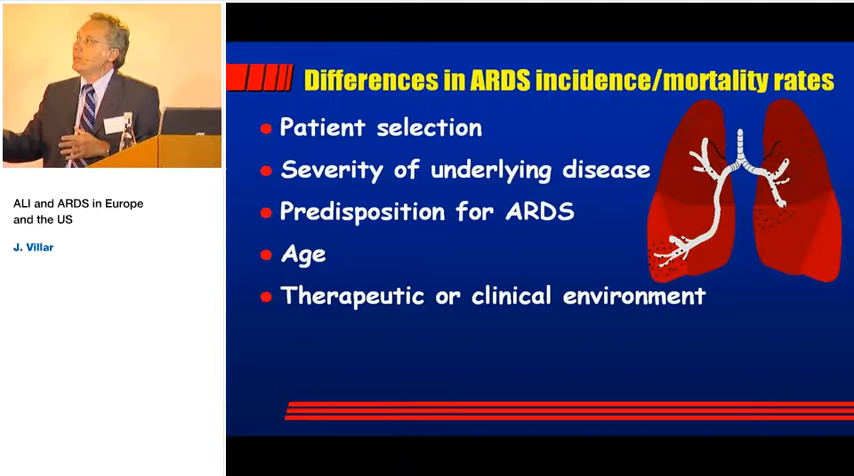 ALI and ARDS in Europe
and the US
J. Villar
Differences in ARDS incidence/mortality rates
Patient selection
Severity of underlying disease
Predisposition for ARDS
Age
Therapeutic or clinical environment